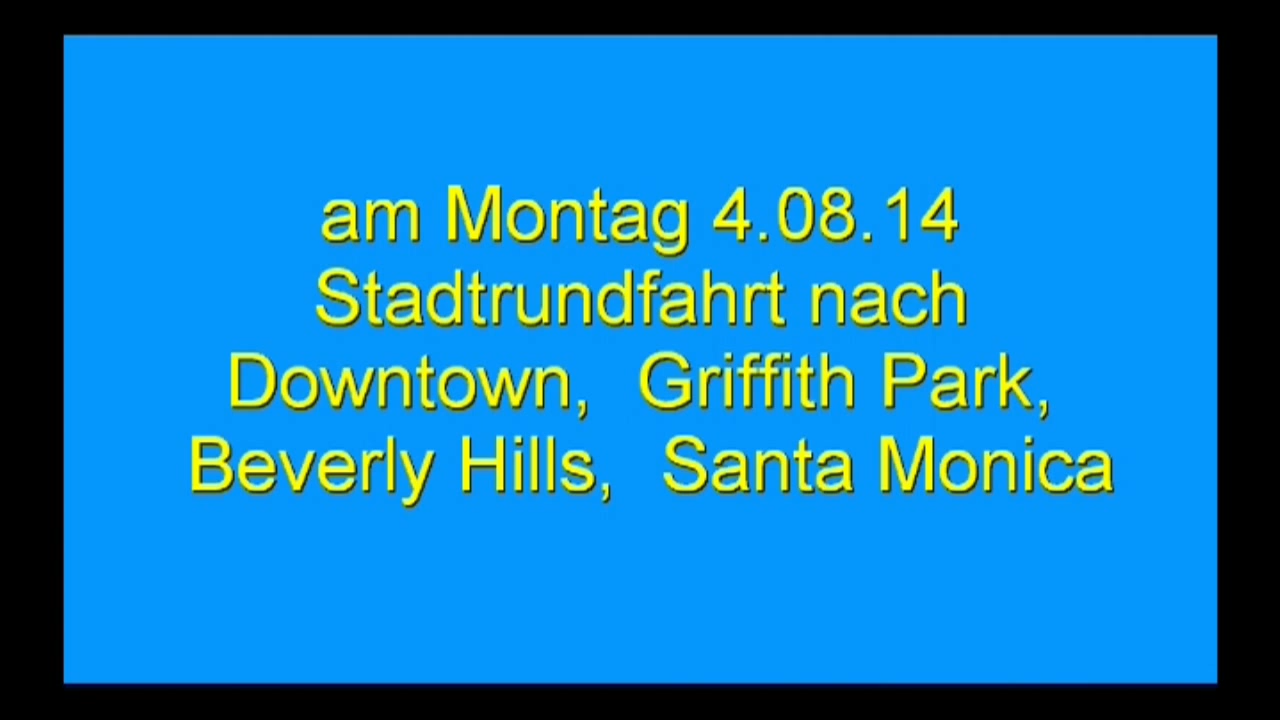 am Montag 4.08.14
Stadtrundfahrt nach
Downtown,  Griffith Park,
Beverly Hills,  Santa Monica